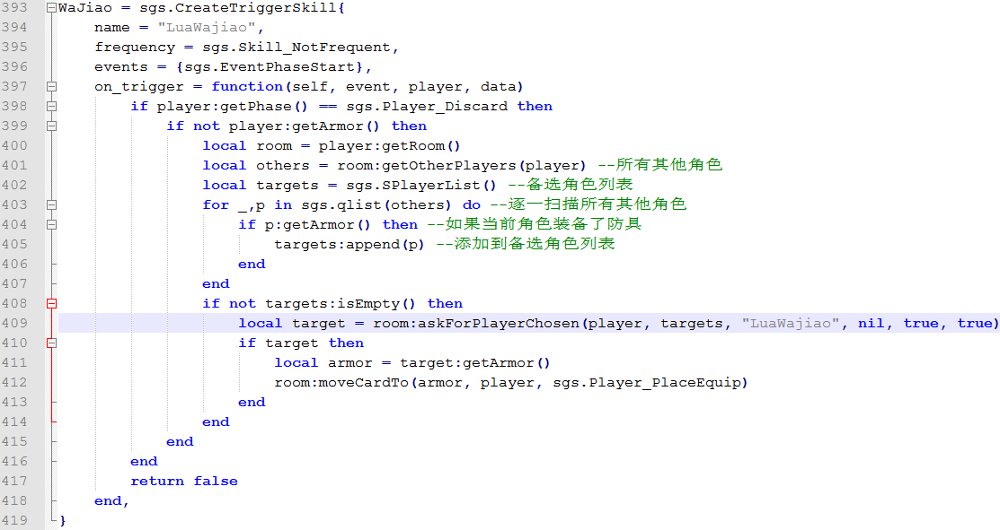 393 WaJiao = sgs.CreateTriggerSkill{
394     name = "LuaWajiao",
395     frequency = sgs.Skill_NotFrequent,
396     events = {sgs.EventPhaseStart},
397     on_trigger = function(self, event, player, data)
398         if player:getPhase() == sgs.Player_Discard then
399             if not player:getArmor() then
400                 local room = player:getRoom()
401                 local others = room:getOtherPlayers(player) --所有其他角色
402                 local targets = sgs.SPlayerList() --备选角色列表
403                 for _,p in sgs.qlist(others) do --逐一扫描所有其他角色
404                     if p:getArmor() then --如果当前角色装备了防具
405                         targets:append(p) --添加到备选角色列表
406                     end
407                 end
408                 if not targets:isEmpty() then
409                     local target = room:askForPlayerChosen(player, targets, "LuaWajiao", nil, true, true)
410                     if target then
411                         local armor = target:getArmor()
412                         room:moveCardTo(armor, player, sgs.Player_PlaceEquip)
413                     end
414                 end
415             end
416         end
417         return false
418     end,
419 }